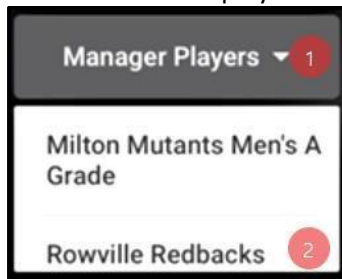 Manager Players 1
Milton Mutants Men's A
Grade
Rowville Redbacks 2